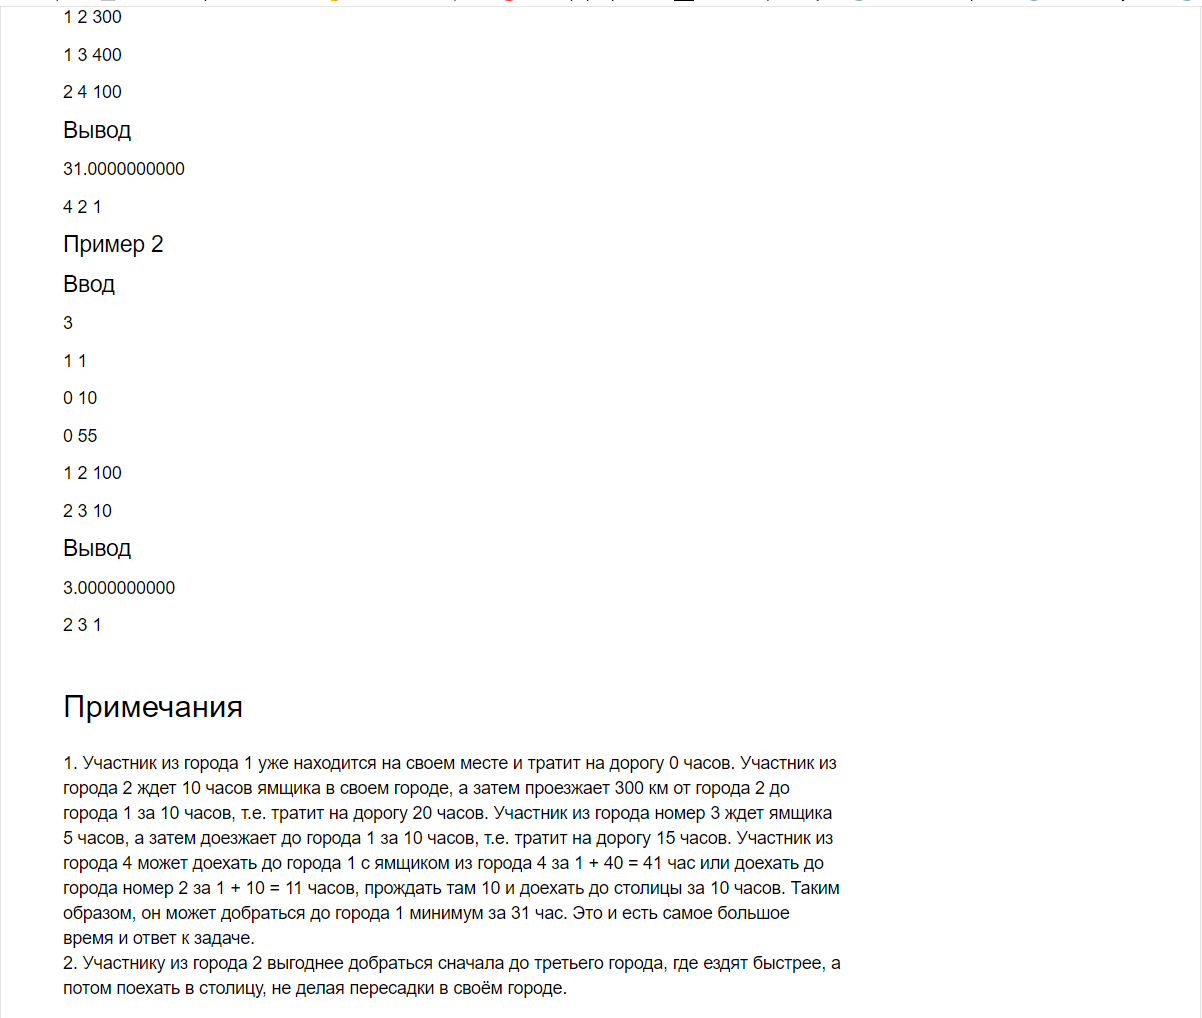 1 2 300
1 3 400
2 4 100
Вывод
31.0000000000
4 2 1
Пример 2
Ввод
3
1 1
0 10
0 55
1 2 100
2 3 10
Вывод
3.0000000000
2 3 1
Примечания
1. Участник из города 1 уже находится на своем месте и тратит на дорогу 0 часов. Участник из
города 2 ждет 10 часов ямщика в своем городе, а затем проезжает 300 км от города 2 до
города 1 за 10 часов, т.е. тратит на дорогу 20 часов. Участник из города номер 3 ждет ямщика
5 часов, а затем доезжает до города 1 за 10 часов, т.е. тратит на дорогу 15 часов. Участник из
города 4 может доехать до города 1 с ямщиком из города 4 за 1 + 40 = 41 час или доехать до
города номер 2 за 1 + 10 = 11 часов, прождать там 10 и доехать до столицы за 10 часов. Таким
образом, он может добраться до города 1 минимум за 31 час. Это и есть самое большое
время и ответ к задаче.
2. Участнику из города 2 выгоднее добраться сначала до третьего города, где ездят быстрее, а
потом поехать в столицу, не делая пересадки в своём городе.